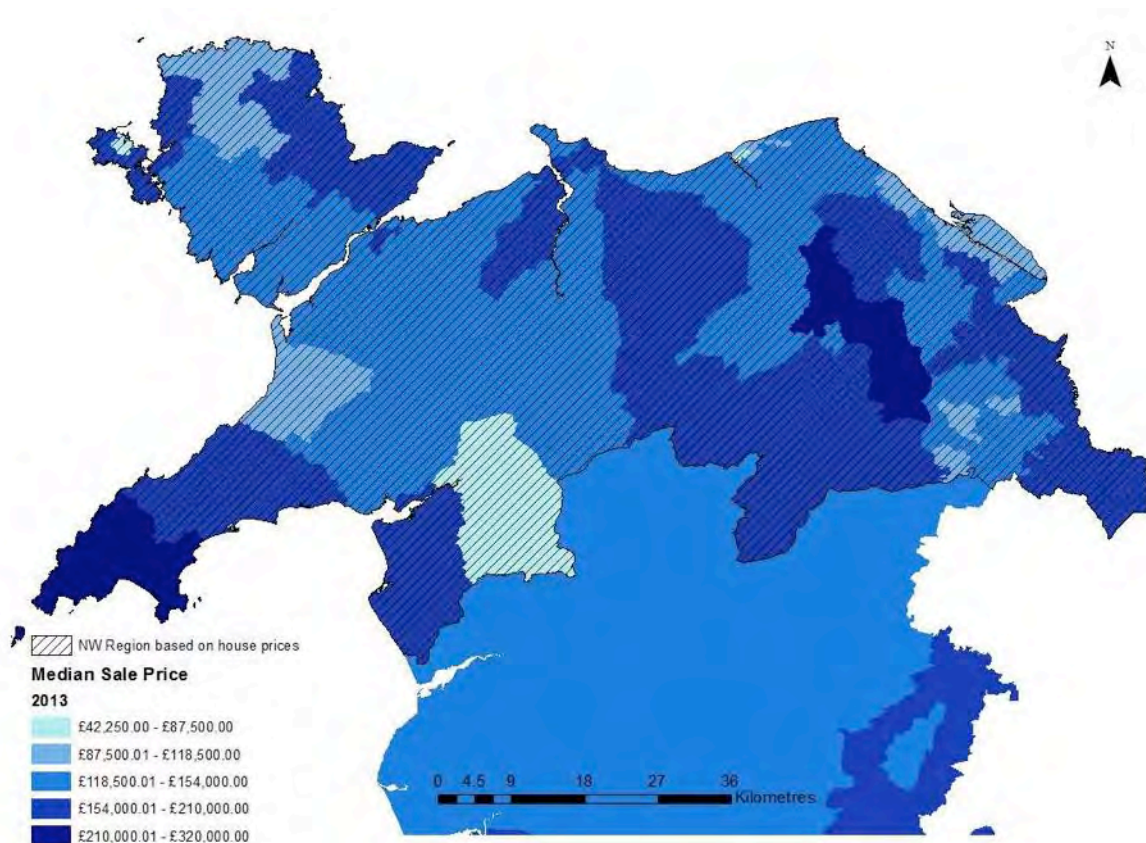 N
NW Region based on house prices
Median Sale Price
2013
£42,250.00 - £87,500.00
£87,500.01 - £118,500.00
£118,500.01 - £154,000.00
£154,000.01 - £210,000.00
£210,000.01 - £320,000.00
0 4.5 9 18 27 36
Kilometres